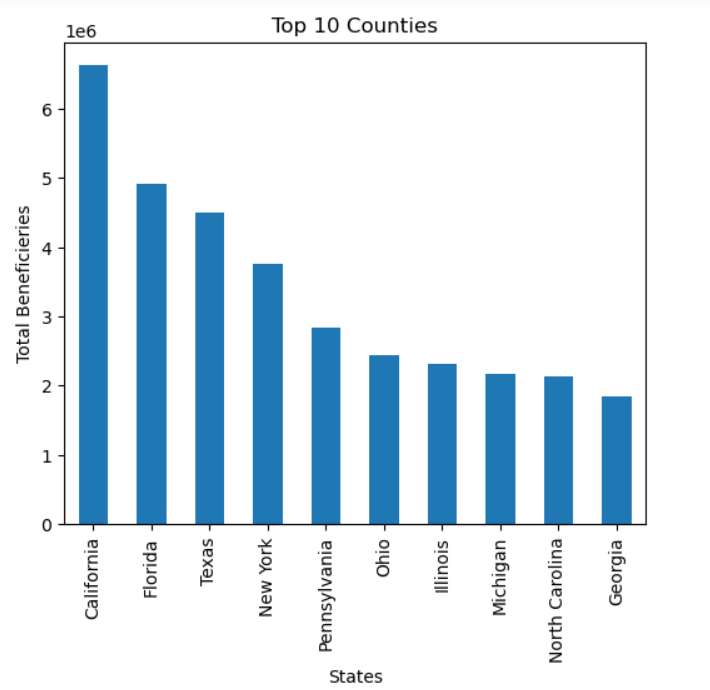 Top 10 Counties
1e6
6
5
4
3
2
1
0
Total Beneficieries
California
Florida
Texas
New York
Pennsylvania
Ohio
Illinois
Michigan
North Carolina
Georgia
States